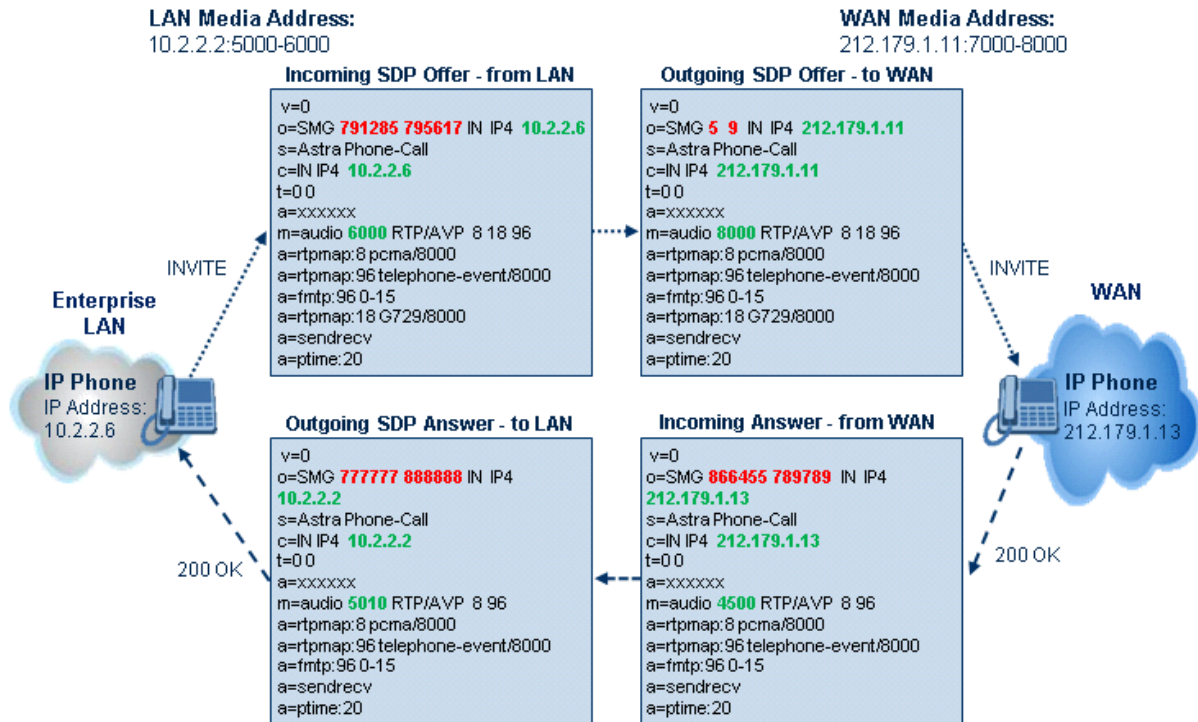 LAN Media Address:
10.2.2.2:5000-6000
WAN Media Address:
212.179.1.11:7000-8000
Incoming SDP Offer - from LAN
v=0
o=SMG 791285 795617 IN IP4 10.2.2.6
s=Astra Phone-Call
c=IN IP4 10.2.2.6
t=0 0
a=xxxxxx
m=audio 6000 RTP/AVP 8 18 96
a=rtpmap:8 pcma/8000
a=rtpmap:96 telephone-event/8000
a=fmtp:96 0-15
a=rtpmap:18 G729/8000
a=sendrecv
a=ptime:20
Outgoing SDP Offer - to WAN
v=0
o=SMG 5 9 IN IP4 212.179.1.11
s=Astra Phone-Call
c=IN IP4 212.179.1.11
t=0 0
a=xxxxxx
m=audio 8000 RTP/AVP 8 18 96
a=rtpmap:8 pcma/8000
a=rtpmap:96 telephone-event/8000
a=fmtp:96 0-15
a=rtpmap:18 G729/8000
a=sendrecv
a=ptime:20
INVITE
INVITE
Enterprise
LAN
IP Phone
IP Address:
10.2.2.6
WAN
IP Phone
IP Address:
212.179.1.13
Outgoing SDP Answer - to LAN
v=0
o=SMG 777777 888888 IN IP4
10.2.2.2
s=Astra Phone-Call
c=IN IP4 10.2.2.2
t=0 0
a=xxxxxx
m=audio 5010 RTP/AVP 8 96
a=rtpmap:8 pcma/8000
a=rtpmap:96 telephone-event/8000
a=fmtp:96 0-15
a=sendrecv
a=ptime:20
Incoming Answer - from WAN
v=0
o=SMG 866455 789789 IN IP4
212.179.1.13
s=Astra Phone-Call
c=IN IP4 212.179.1.13
t=0 0
a=xxxxxx
m=audio 4500 RTP/AVP 8 96
a=rtpmap:8 pcma/8000
a=rtpmap:96 telephone-event/8000
a=fmtp:96 0-15
a=sendrecv
a=ptime:20
200 OK
200 OK